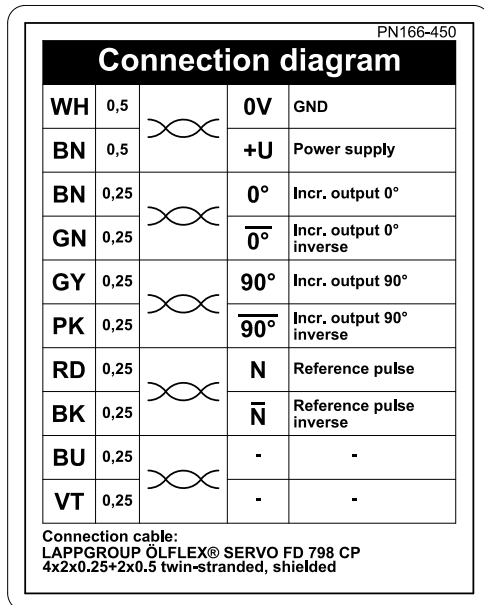 PN166-450
Connection diagram
WH 0,5 0V GND
BN 0,5 +U Power supply
BN 0,25 0° Incr. output 0°
GN 0,25 0̅°̅ Incr. output 0°
inverse
GY 0,25 90° Incr. output 90°
PK 0,25 9̅0̅°̅ Incr. output 90°
inverse
RD 0,25 N Reference pulse
BK 0,25 N̅ Reference pulse
inverse
BU 0,25 - -
VT 0,25 - -
Connection cable:
LAPPGROUP ÖLFLEX® SERVO FD 798 CP
4x2x0.25+2x0.5 twin-stranded, shielded